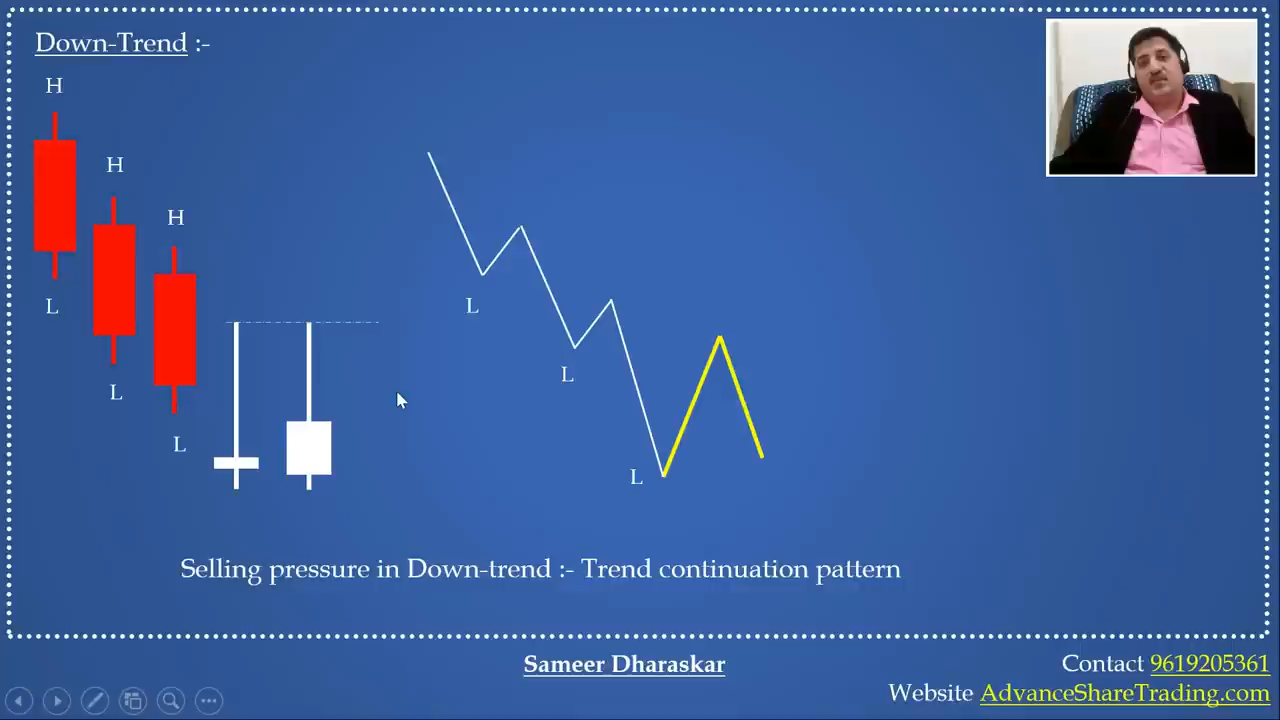 Down-Trend :-
H
H
H
L
L
L
L
L
L
Selling pressure in Down-trend :- Trend continuation pattern
Sameer Dharaskar
Contact 9619205361
Website AdvanceShareTrading.com